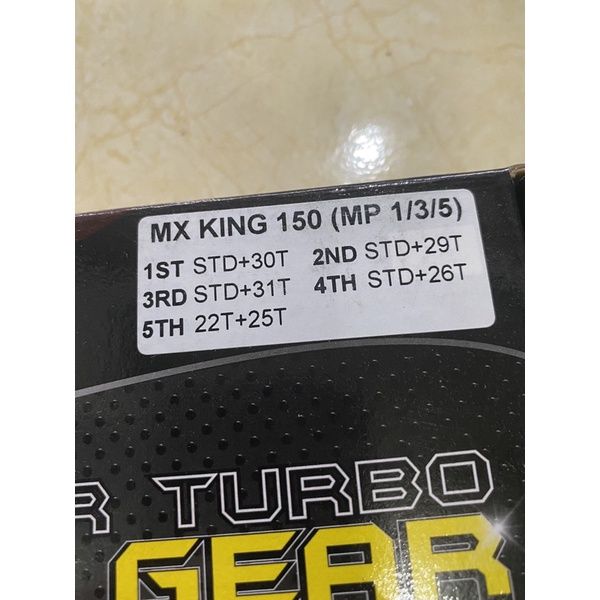 MX KING 150 (MP 1/3/5)
1ST STD+30T 2ND STD+29T
3RD STD+31T 4TH STD+26T
5TH 22T+25T
R TURBO
GEAR